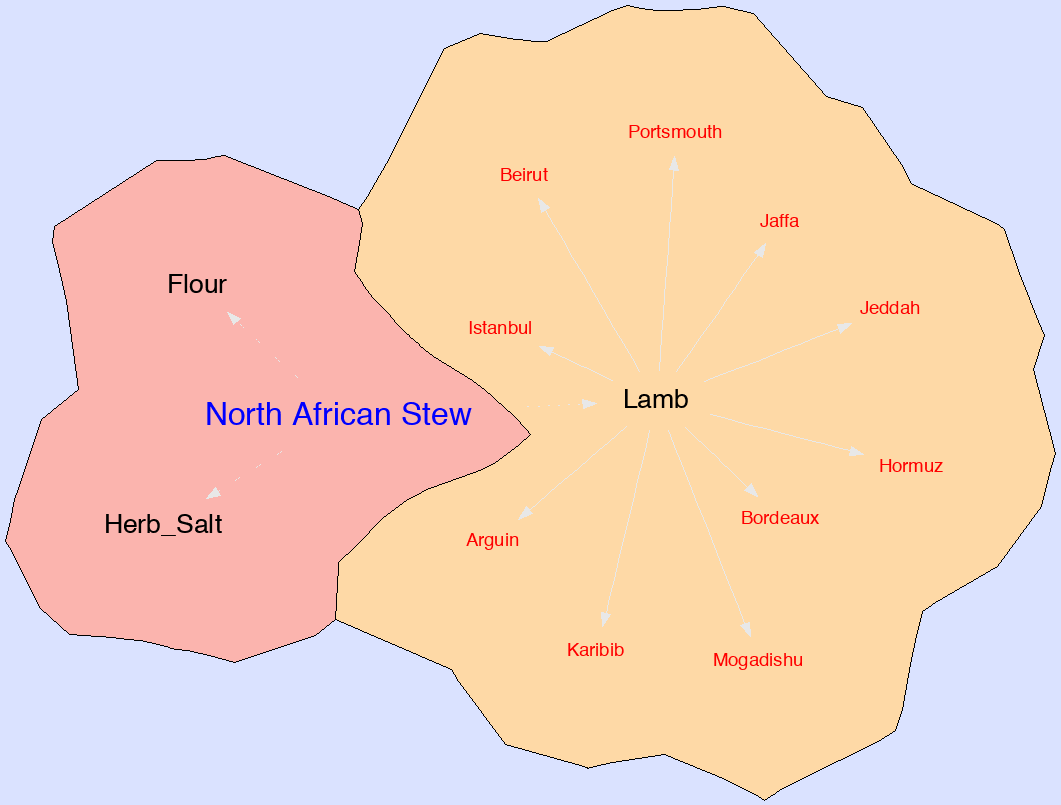 Portsmouth
Beirut
Jaffa
Flour
Jeddah
Istanbul
Lamb
North African Stew
Hormuz
Bordeaux
Herb_Salt
Arguin
Karibib
Mogadishu